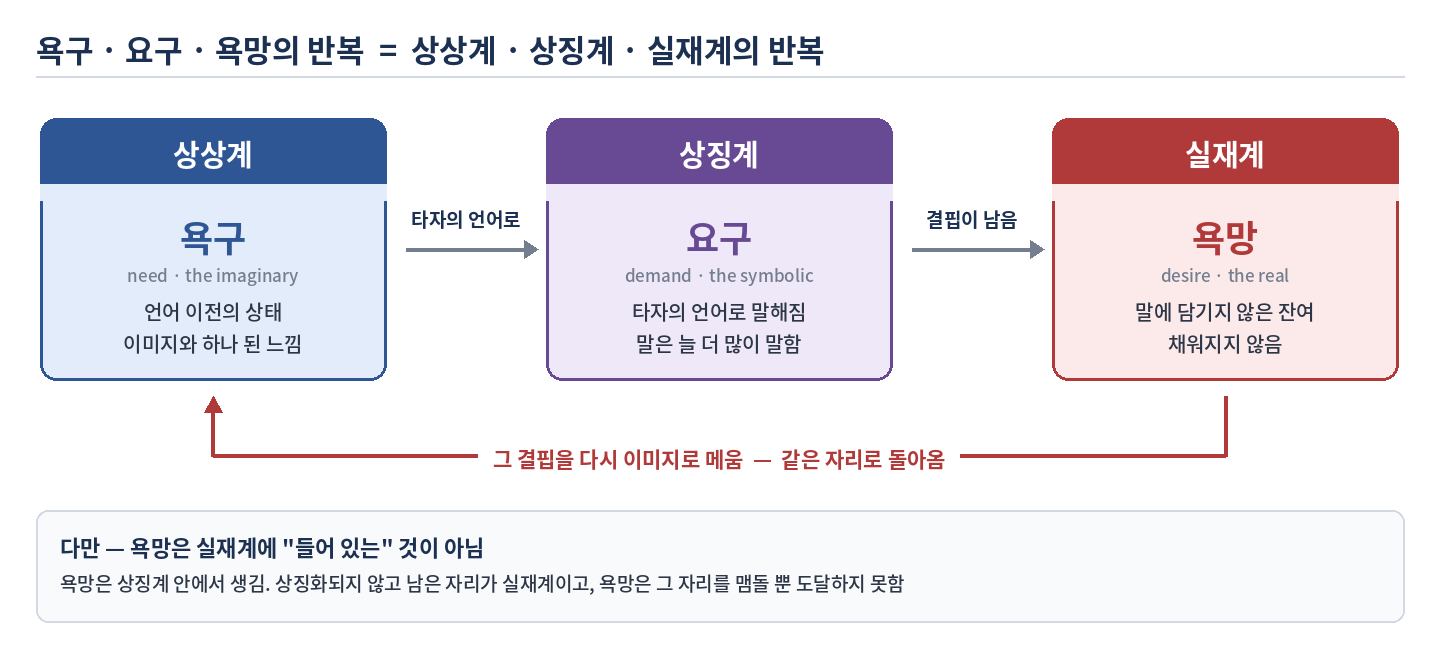 욕구 · 요구 · 욕망의 반복 = 상상계 · 상징계 · 실재계의 반복
상상계
욕구
need · the imaginary
언어 이전의 상태
이미지와 하나 된 느낌
타자의 언어로
상징계
요구
demand · the symbolic
타자의 언어로 말해짐
말은 늘 더 많이 말함
결핍이 남음
실재계
욕망
desire · the real
말에 담기지 않은 잔여
채워지지 않음
그 결핍을 다시 이미지로 메움 — 같은 자리로 돌아옴
다만 — 욕망은 실재계에 "들어 있는" 것이 아님
욕망은 상징계 안에서 생김. 상징화되지 않고 남은 자리가 실재계이고, 욕망은 그 자리를 맴돌 뿐 도달하지 못함